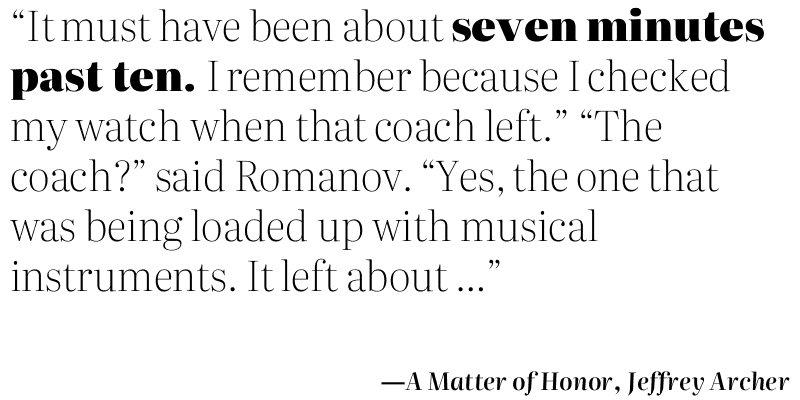 “It must have been about seven minutes
past ten. I remember because I checked
my watch when that coach left.” “The
coach?” said Romanov. “Yes, the one that
was being loaded up with musical
instruments. It left about ...”
—A Matter of Honor, Jeffrey Archer